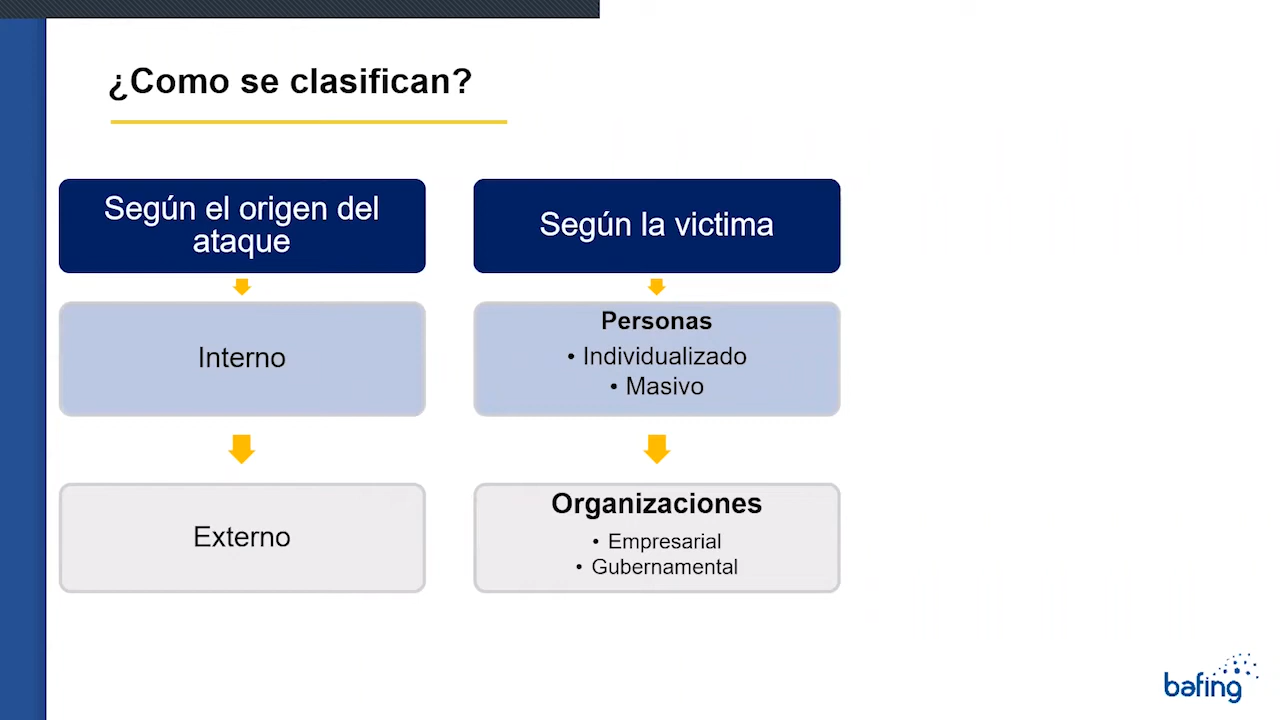 ¿Como se clasifican?
Según el origen del
ataque
Interno
Externo
Según la victima
Personas
• Individualizado
• Masivo
Organizaciones
• Empresarial
• Gubernamental
bafing